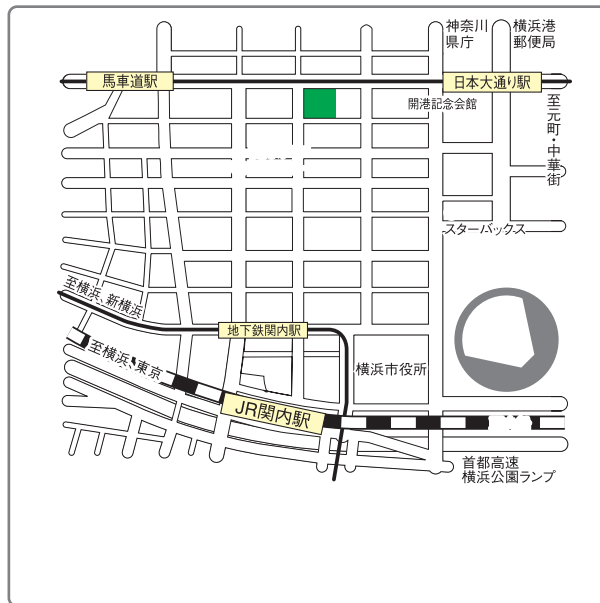 神奈川
県庁
横浜港
郵便局
馬車道駅
日本大通り駅
開港記念会館
至元町・中華街
スターバックス
至横浜、新横浜
地下鉄関内駅
至横浜、東京
横浜市役所
JR関内駅
首都高速
横浜公園ランプ